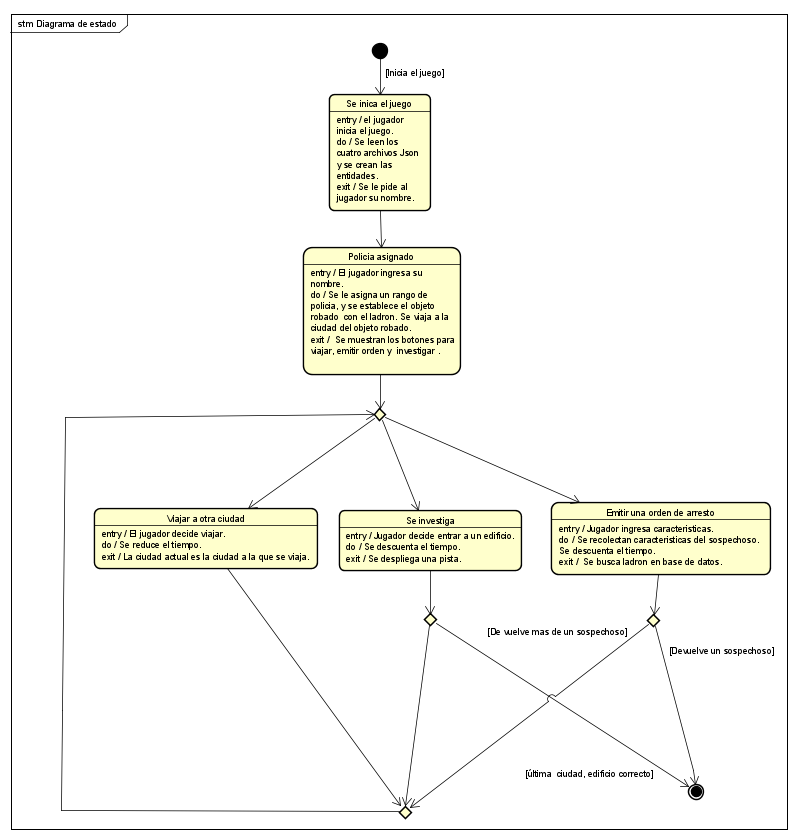 stm Diagrama de estado
[Inicia el juego]
Se inica el juego
entry / el jugador
inicia el juego.
do / Se leen los
cuatro archivos Json
y se crean las
entidades.
exit / Se le pide al
jugador su nombre.
Policia asignado
entry / El jugador ingresa su
nombre.
do / Se le asigna un rango de
policia, y se establece el objeto
robado con el ladron. Se viaja a la
ciudad del objeto robado.
exit / Se muestran los botones para
viajar, emitir orden y investigar .
Viajar a otra ciudad
entry / El jugador decide viajar.
do / Se reduce el tiempo.
exit / La ciudad actual es la ciudad a la que se viaja.
Se investiga
entry / Jugador decide entrar a un edificio.
do / Se descuenta el tiempo.
exit / Se despliega una pista.
Emitir una orden de arresto
entry / Jugador ingresa caracteristicas.
do / Se recolectan caracteristicas del sospechoso.
Se descuenta el tiempo.
exit / Se busca ladron en base de datos.
[De vuelve mas de un sospechoso]
[Devuelve un sospechoso]
[última ciudad, edificio correcto]